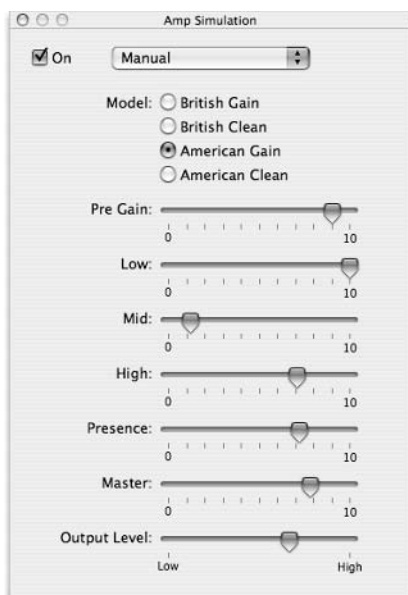 Amp Simulation
On Manual
Model: British Gain
British Clean
American Gain
American Clean
Pre Gain:
0 10
Low:
0 10
Mid:
0 10
High:
0 10
Presence:
0 10
Master:
0 10
Output Level:
Low High